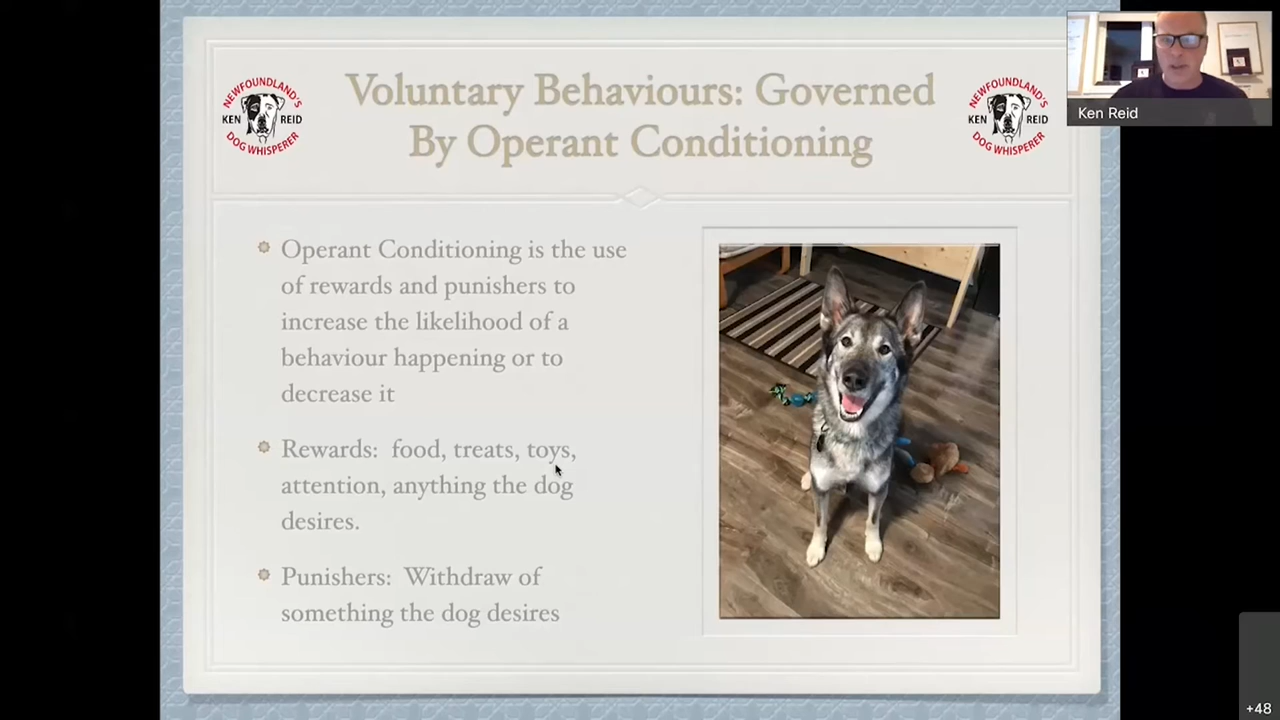 Voluntary Behaviours: Governed
By Operant Conditioning
NEWFOUNDLAND'S
KEN REID
DOG WHISPERER
NEWFOUNDLAND'S
KEN REID
DOG WHISPERER
Ken Reid
Operant Conditioning is the use
of rewards and punishers to
increase the likelihood of a
behaviour happening or to
decrease it
Rewards: food, treats, toys,
attention, anything the dog
desires.
Punishers: Withdraw of
something the dog desires
+48